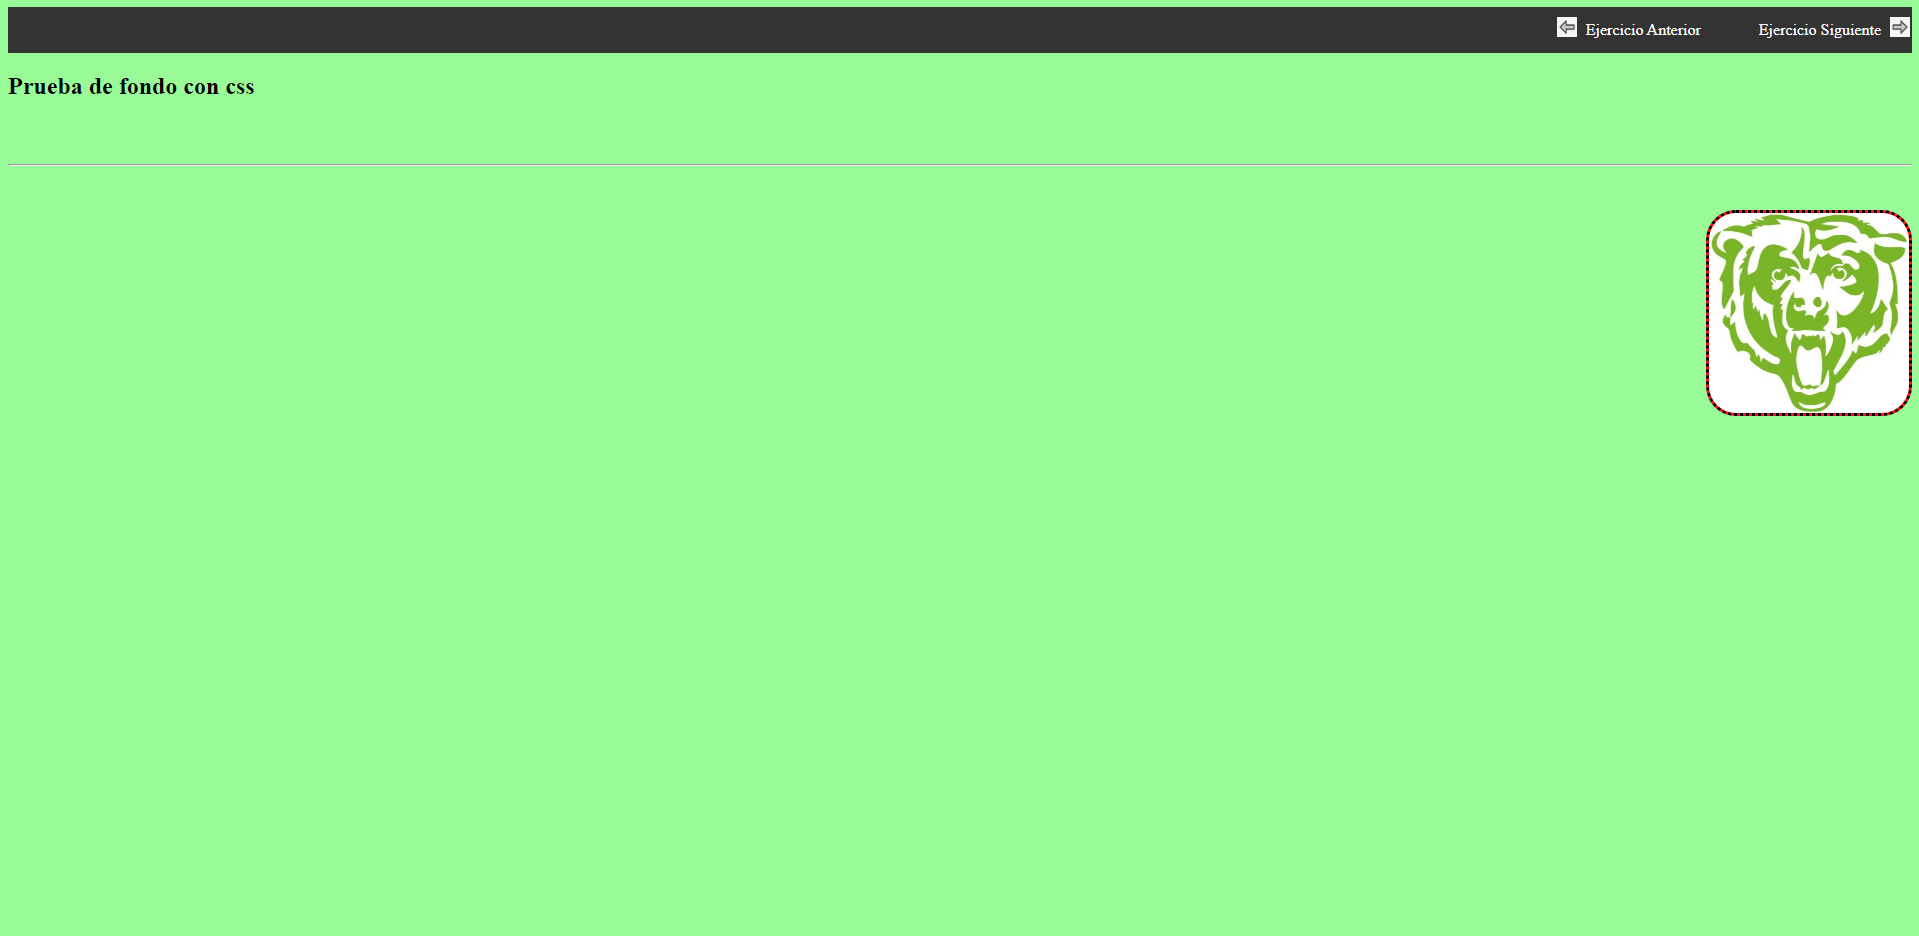 Ejercicio Anterior Ejercicio Siguiente
Prueba de fondo con css